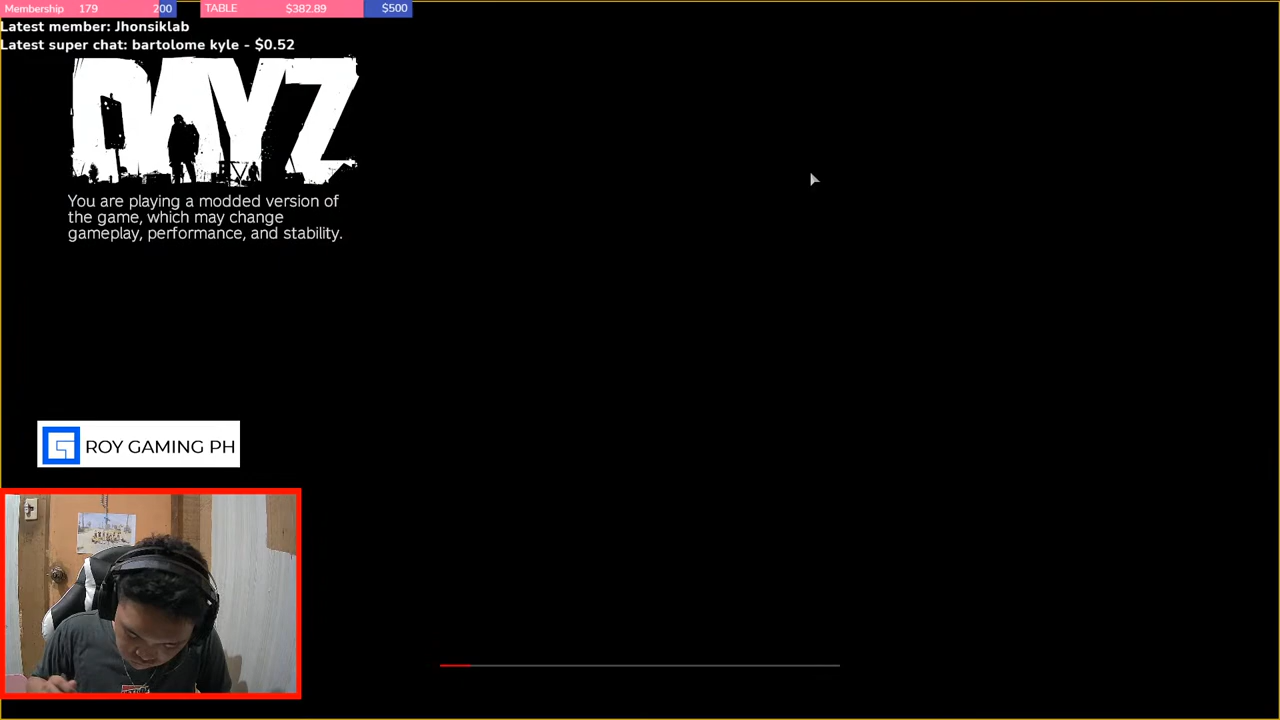 Membership 179 200 TABLE $382.89 $500
Latest member: Jhonsiklab
Latest super chat: bartolome kyle - $0.52
DAYZ
You are playing a modded version of
the game, which may change
gameplay, performance, and stability.
ROY GAMING PH